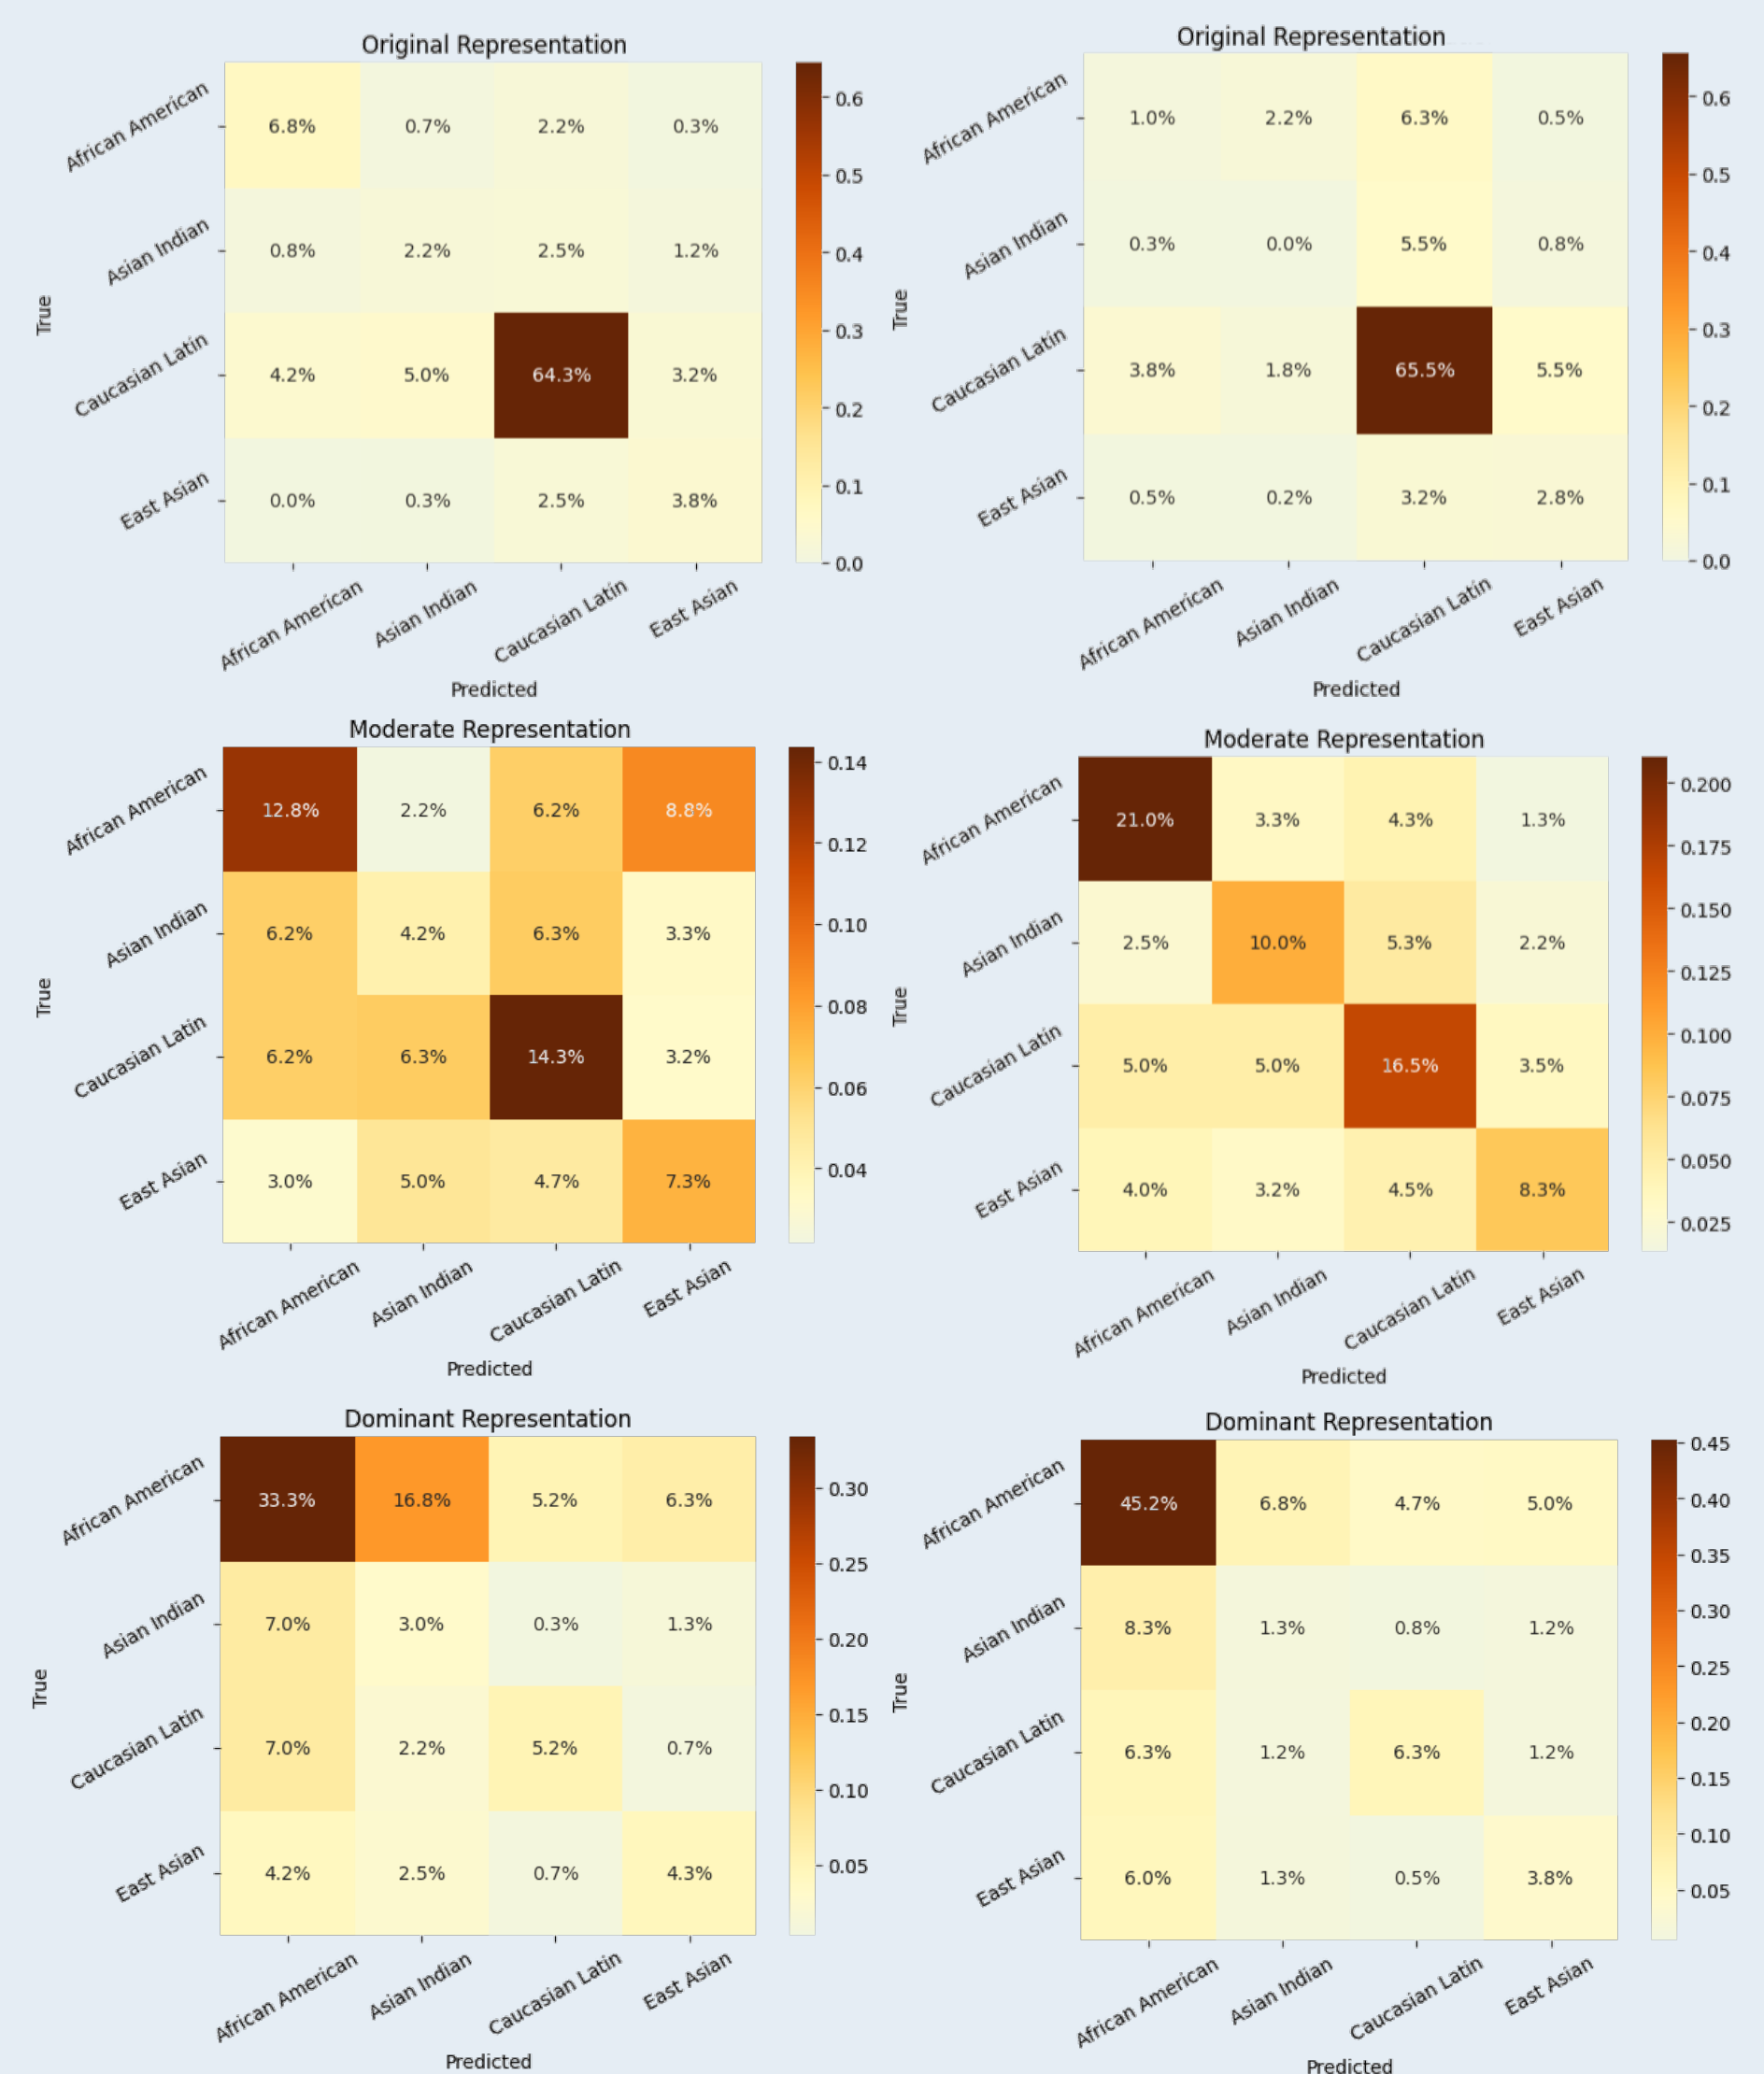 Original Representation
African American 6.8% 0.7% 2.2% 0.3%
Asian Indian 0.8% 2.2% 2.5% 1.2%
Caucasian Latin 4.2% 5.0% 64.3% 3.2%
East Asian 0.0% 0.3% 2.5% 3.8%
True
African American Asian Indian Caucasian Latin East Asian
Predicted
0.6
0.5
0.4
0.3
0.2
0.1
0.0
Original Representation
African American 1.0% 2.2% 6.3% 0.5%
Asian Indian 0.3% 0.0% 5.5% 0.8%
Caucasian Latin 3.8% 1.8% 65.5% 5.5%
East Asian 0.5% 0.2% 3.2% 2.8%
True
African American Asian Indian Caucasian Latin East Asian
Predicted
0.6
0.5
0.4
0.3
0.2
0.1
0.0
Moderate Representation
African American 12.8% 2.2% 6.2% 8.8%
Asian Indian 6.2% 4.2% 6.3% 3.3%
Caucasian Latin 6.2% 6.3% 14.3% 3.2%
East Asian 3.0% 5.0% 4.7% 7.3%
True
African American Asian Indian Caucasian Latin East Asian
Predicted
0.14
0.12
0.10
0.08
0.06
0.04
Moderate Representation
African American 21.0% 3.3% 4.3% 1.3%
Asian Indian 2.5% 10.0% 5.3% 2.2%
Caucasian Latin 5.0% 5.0% 16.5% 3.5%
East Asian 4.0% 3.2% 4.5% 8.3%
True
African American Asian Indian Caucasian Latin East Asian
Predicted
0.200
0.175
0.150
0.125
0.100
0.075
0.050
0.025
Dominant Representation
African American 33.3% 16.8% 5.2% 6.3%
Asian Indian 7.0% 3.0% 0.3% 1.3%
Caucasian Latin 7.0% 2.2% 5.2% 0.7%
East Asian 4.2% 2.5% 0.7% 4.3%
True
African American Asian Indian Caucasian Latin East Asian
Predicted
0.30
0.25
0.20
0.15
0.10
0.05
Dominant Representation
African American 45.2% 6.8% 4.7% 5.0%
Asian Indian 8.3% 1.3% 0.8% 1.2%
Caucasian Latin 6.3% 1.2% 6.3% 1.2%
East Asian 6.0% 1.3% 0.5% 3.8%
True
African American Asian Indian Caucasian Latin East Asian
Predicted
0.45
0.40
0.35
0.30
0.25
0.20
0.15
0.10
0.05